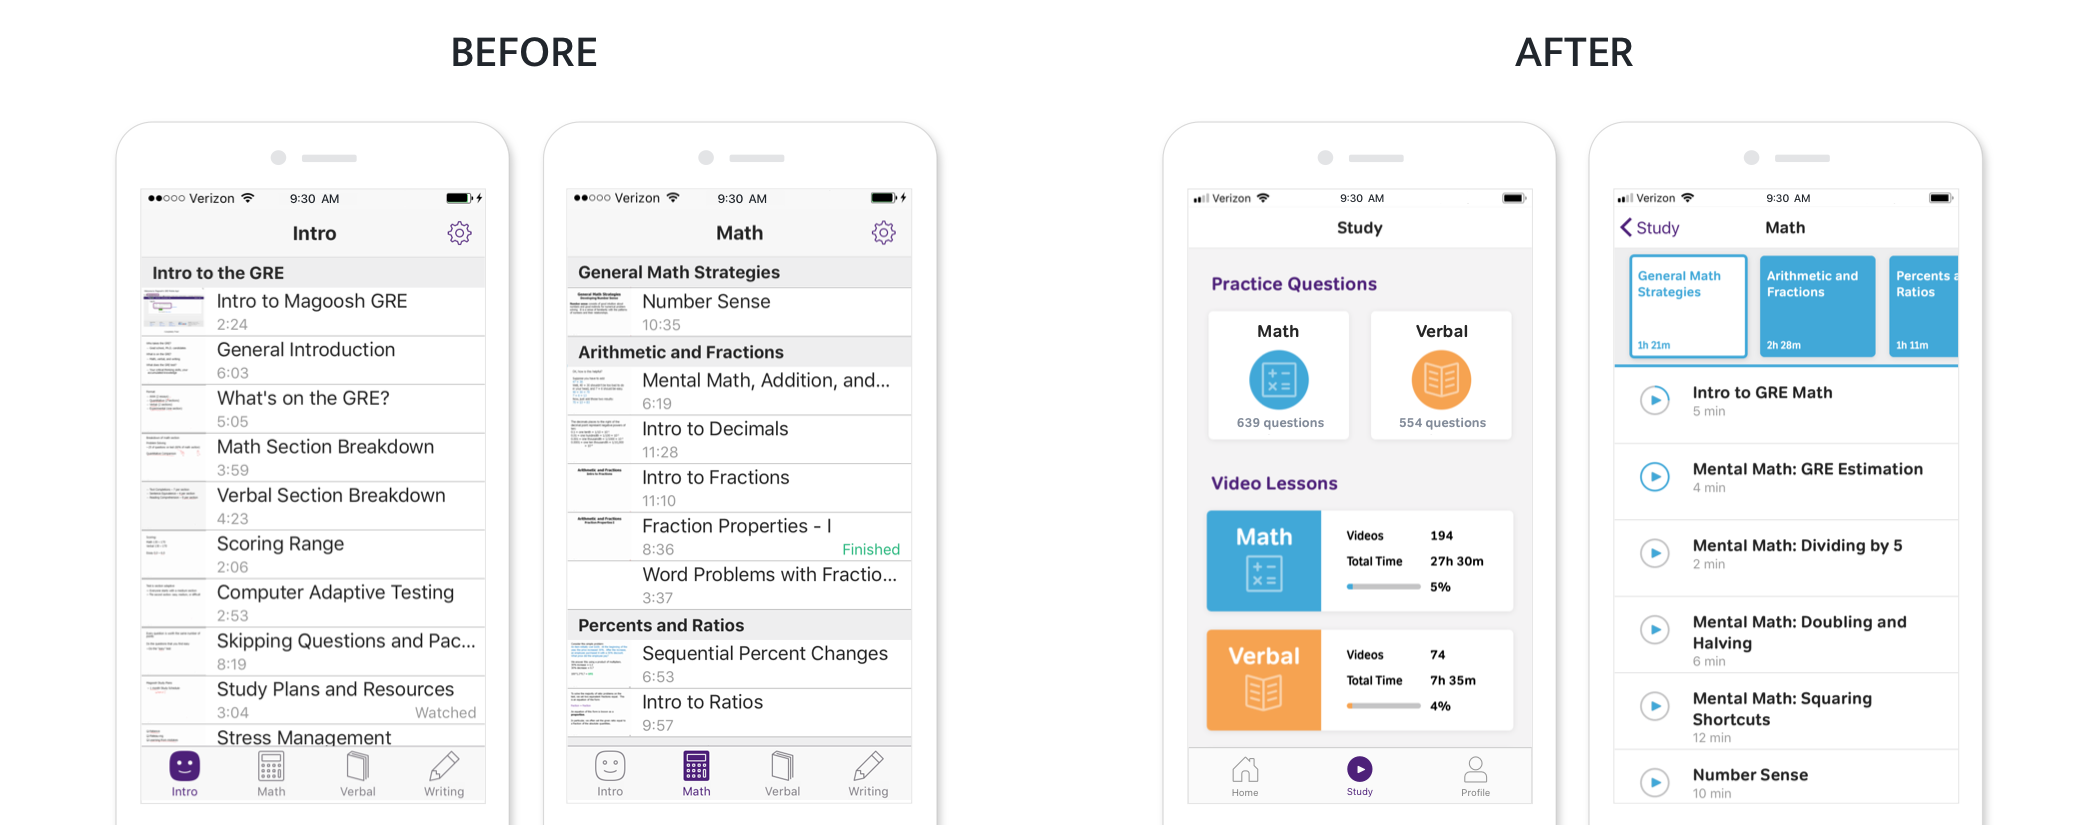 BEFORE
AFTER
Verizon 9:30 AM
Intro
Intro to the GRE
Intro to Magoosh GRE
2:24
General Introduction
6:03
What's on the GRE?
5:05
Math Section Breakdown
3:59
Verbal Section Breakdown
4:23
Scoring Range
2:06
Computer Adaptive Testing
2:53
Skipping Questions and Pac...
8:19
Study Plans and Resources
3:04 Watched
Stress Management
Intro Math Verbal Writing
Verizon 9:30 AM
Math
General Math Strategies
Number Sense
10:35
Arithmetic and Fractions
Mental Math, Addition, and...
6:19
Intro to Decimals
11:28
Intro to Fractions
11:10
Fraction Properties - I
8:36 Finished
Word Problems with Fractio...
3:37
Percents and Ratios
Sequential Percent Changes
6:53
Intro to Ratios
9:57
Intro Math Verbal Writing
Verizon 9:30 AM
Study
Practice Questions
Math Verbal
639 questions 554 questions
Video Lessons
Math
Videos 194
Total Time 27h 30m
5%
Verbal
Videos 74
Total Time 7h 35m
4%
Home Study Profile
Verizon 9:30 AM
Study Math
General Math
Strategies
1h 21m
Arithmetic and
Fractions
2h 28m
Percents a
Ratios
1h 11m
Intro to GRE Math
5 min
Mental Math: GRE Estimation
4 min
Mental Math: Dividing by 5
2 min
Mental Math: Doubling and
Halving
6 min
Mental Math: Squaring
Shortcuts
12 min
Number Sense
10 min